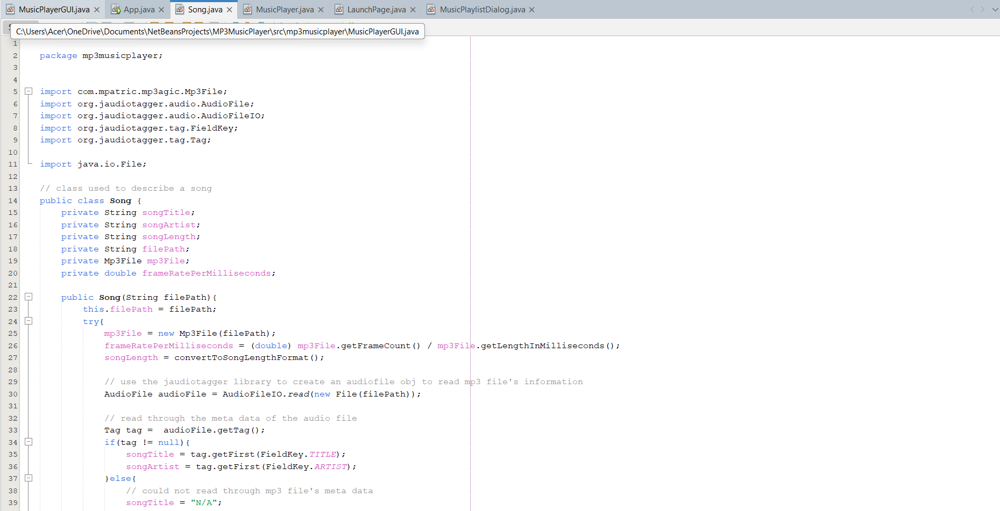 MusicPlayerGUI.java App.java Song.java MusicPlayer.java LaunchPage.java MusicPlaylistDialog.java
C:\Users\Acer\OneDrive\Documents\NetBeansProjects\MP3MusicPlayer\src\mp3musicplayer\MusicPlayerGUI.java
1
2 package mp3musicplayer;
3
4
5 import com.mpatric.mp3agic.Mp3File;
6 import org.jaudiotagger.audio.AudioFile;
7 import org.jaudiotagger.audio.AudioFileIO;
8 import org.jaudiotagger.tag.FieldKey;
9 import org.jaudiotagger.tag.Tag;
10
11 import java.io.File;
12
13 // class used to describe a song
14 public class Song {
15     private String songTitle;
16     private String songArtist;
17     private String songLength;
18     private String filePath;
19     private Mp3File mp3File;
20     private double frameRatePerMilliseconds;
21
22     public Song(String filePath){
23         this.filePath = filePath;
24         try{
25             mp3File = new Mp3File(filePath);
26             frameRatePerMilliseconds = (double) mp3File.getFrameCount() / mp3File.getLengthInMilliseconds();
27             songLength = convertToSongLengthFormat();
28
29             // use the jaudiotagger library to create an audiofile obj to read mp3 file's information
30             AudioFile audioFile = AudioFileIO.read(new File(filePath));
31
32             // read through the meta data of the audio file
33             Tag tag =  audioFile.getTag();
34             if(tag != null){
35                 songTitle = tag.getFirst(FieldKey.TITLE);
36                 songArtist = tag.getFirst(FieldKey.ARTIST);
37             }else{
38                 // could not read through mp3 file's meta data
39                 songTitle = "N/A";